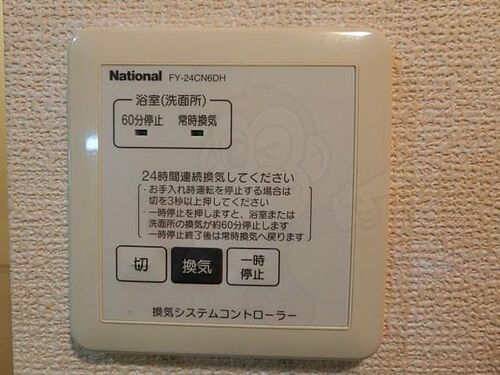 National FY-24CN6DH
浴室(洗面所)
60分停止 常時換気
24時間連続換気してください
・お手入れ時運転を停止する場合は
切を3秒以上押してください
・一時停止を押しますと、浴室または
洗面所の換気が約60分停止します
一時停止終了後は常時換気へ戻ります
切 換気 一時
停止
換気システムコントローラー